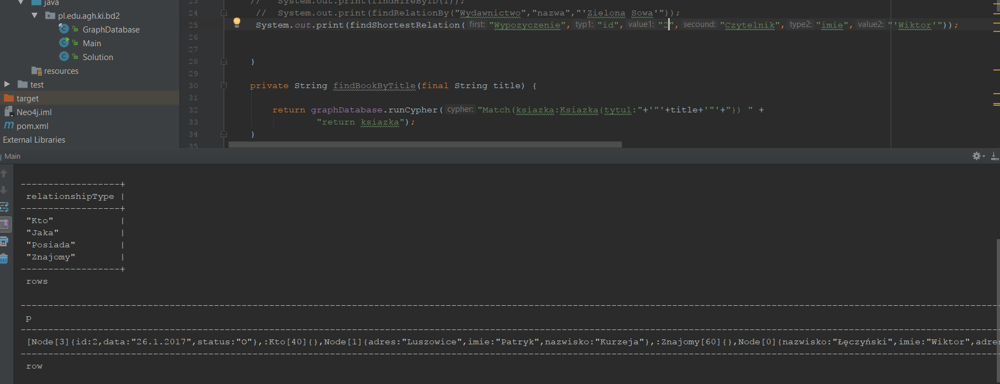 java
pl.edu.agh.ki.bd2
GraphDatabase
Main
Solution
resources
test
target
Neo4j.iml
pom.xml
External Libraries
23 // System.out.print(findHireByID(1));
24 // System.out.print(findRelationBy("Wydawnictwo","nazwa","'Zielona Sowa'"));
25 System.out.print(findShortestRelation( first: "Wypozyczenie", typ1: "id", value1: "2", secound: "Czytelnik", type2: "imie", value2: "'Wiktor'"));
26
27
28 }
29
30 private String findBookByTitle(final String title) {
31
32 return graphDatabase.runCypher( cypher: "Match(ksiazka:Ksiazka{tytul:"+'"'+title+'"'+"}) " +
33 "return ksiazka");
34 }
35
Main
------------------+
relationshipType |
------------------+
"Kto" |
"Jaka" |
"Posiada" |
"Znajomy" |
------------------+
rows
p
[Node[3]{id:2,data:"26.1.2017",status:"O"},:Kto[40]{},Node[1]{adres:"Luszowice",imie:"Patryk",nazwisko:"Kurzeja"},:Znajomy[60]{},Node[0]{nazwisko:"Łęczyński",imie:"Wiktor",adres
row